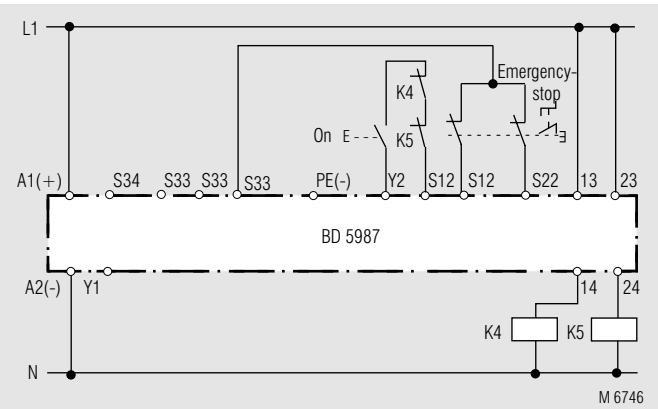 L1
Emergency-
stop
K4
On E K5 E
A1(+) S34 S33 S33 S33 PE(-) Y2 S12 S12 S22 13 23
BD 5987
A2(-) Y1 14 24
K4 K5
N
M 6746